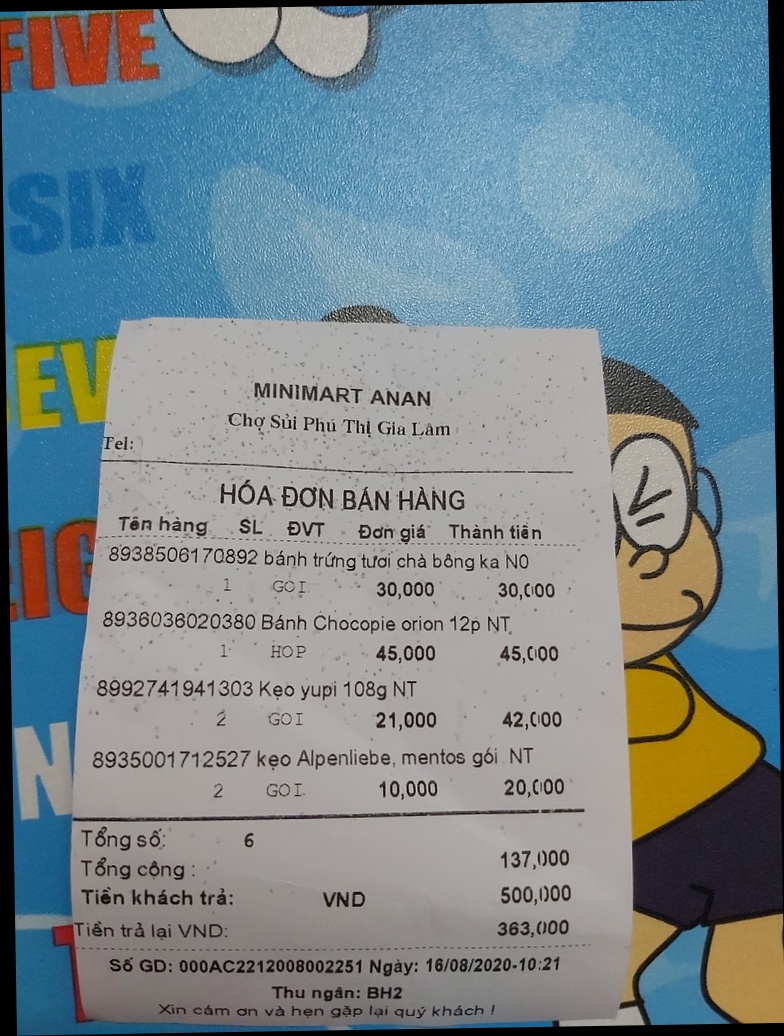 FIVE
SIX
EV
EIG
N
T
MINIMART ANAN
Chợ Sủi Phú Thị Gia Lâm
Tel:
HÓA ĐƠN BÁN HÀNG
Tên hàng SL ĐVT Đơn giá Thành tiền
8938506170892 bánh trứng tươi chà bông ka N0
1 GOI 30,000 30,000
8936036020380 Bánh Chocopie orion 12p NT
1 HOP 45,000 45,000
8992741941303 Kẹo yupi 108g NT
2 GOI 21,000 42,000
8935001712527 kẹo Alpenliebe, mentos gói NT
2 GOI 10,000 20,000
Tổng số: 6
Tổng cộng : 137,000
Tiền khách trả: VND 500,000
Tiền trả lại VND: 363,000
Số GD: 000AC2212008002251 Ngày: 16/08/2020-10:21
Thu ngân: BH2
Xin cám ơn và hẹn gặp lại quý khách !